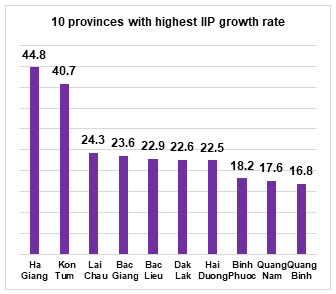 10 provinces with highest IIP growth rate
44.8
40.7
24.3
23.6
22.9
22.6
22.5
18.2
17.6
16.8
Ha Giang
Kon Tum
Lai Chau
Bac Giang
Bac Lieu
Dak Lak
Hai Duong
Binh Phuoc
Quang Nam
Quang Binh